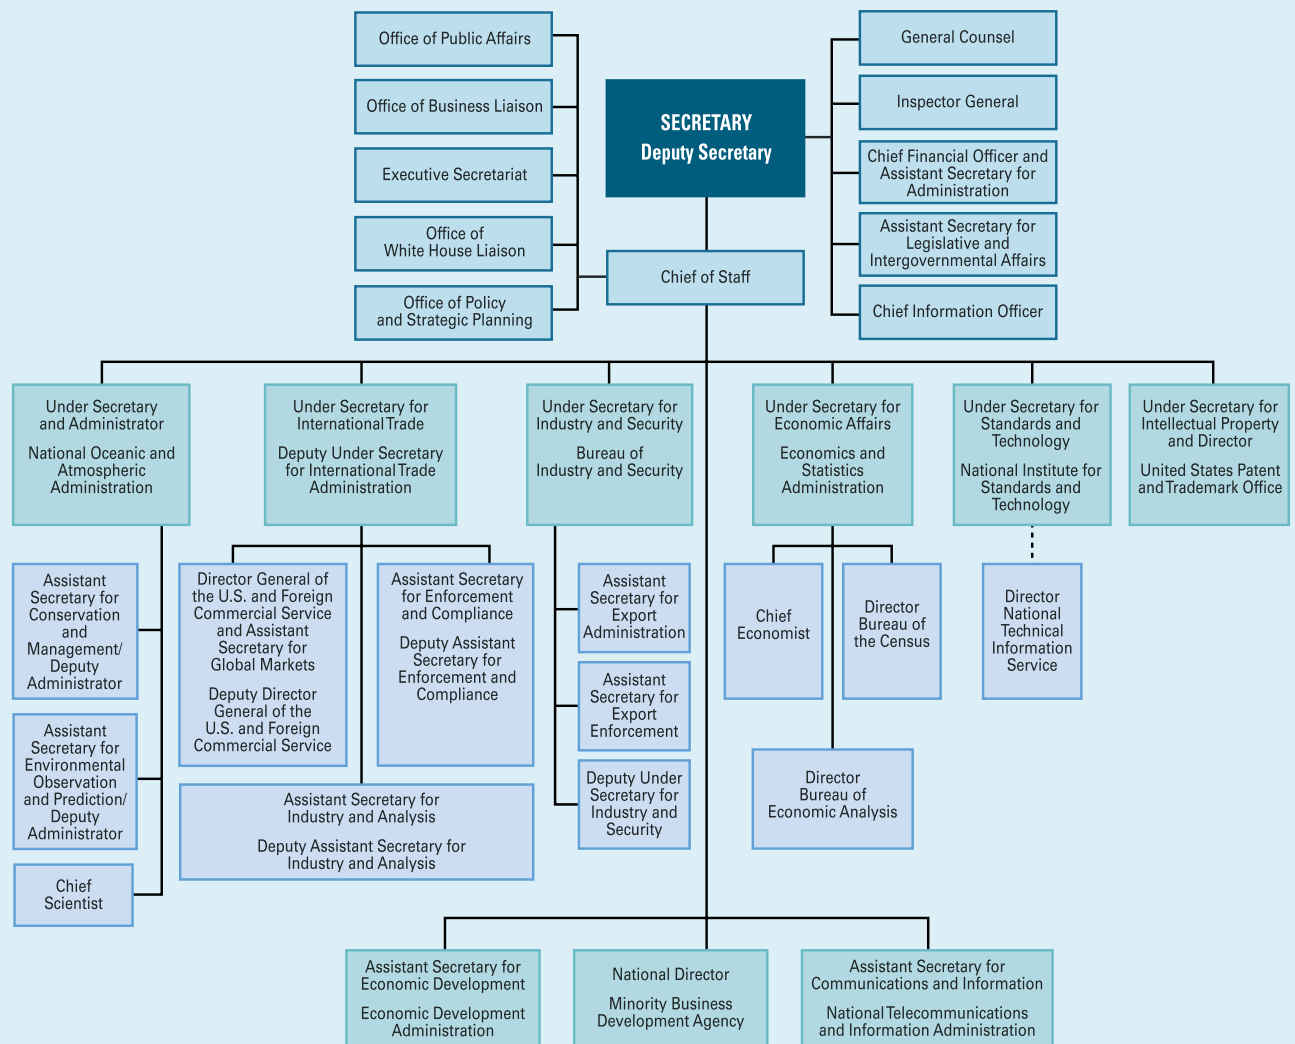 Office of Public Affairs
Office of Business Liaison
Executive Secretariat
Office of
White House Liaison
Office of Policy
and Strategic Planning
SECRETARY
Deputy Secretary
Chief of Staff
General Counsel
Inspector General
Chief Financial Officer and
Assistant Secretary for
Administration
Assistant Secretary for
Legislative and
Intergovernmental Affairs
Chief Information Officer
Under Secretary
and Administrator
National Oceanic and
Atmospheric
Administration
Under Secretary for
International Trade
Deputy Under Secretary
for International Trade
Administration
Under Secretary for
Industry and Security
Bureau of
Industry and Security
Under Secretary for
Economic Affairs
Economics and
Statistics
Administration
Under Secretary for
Standards and
Technology
National Institute for
Standards and
Technology
Under Secretary for
Intellectual Property
and Director
United States Patent
and Trademark Office
Assistant
Secretary for
Conservation
and
Management/
Deputy
Administrator
Assistant
Secretary for
Environmental
Observation
and Prediction/
Deputy
Administrator
Chief
Scientist
Director General of
the U.S. and Foreign
Commercial Service
and Assistant
Secretary for
Global Markets
Deputy Director
General of the
U.S. and Foreign
Commercial Service
Assistant Secretary
for Enforcement
and Compliance
Deputy Assistant
Secretary for
Enforcement and
Compliance
Assistant Secretary for
Industry and Analysis
Deputy Assistant Secretary for
Industry and Analysis
Assistant
Secretary for
Export
Administration
Assistant
Secretary for
Export
Enforcement
Deputy Under
Secretary for
Industry and
Security
Chief
Economist
Director
Bureau of
the Census
Director
Bureau of
Economic Analysis
Director
National
Technical
Information
Service
Assistant Secretary for
Economic Development
Economic Development
Administration
National Director
Minority Business
Development Agency
Assistant Secretary for
Communications and Information
National Telecommunications
and Information Administration